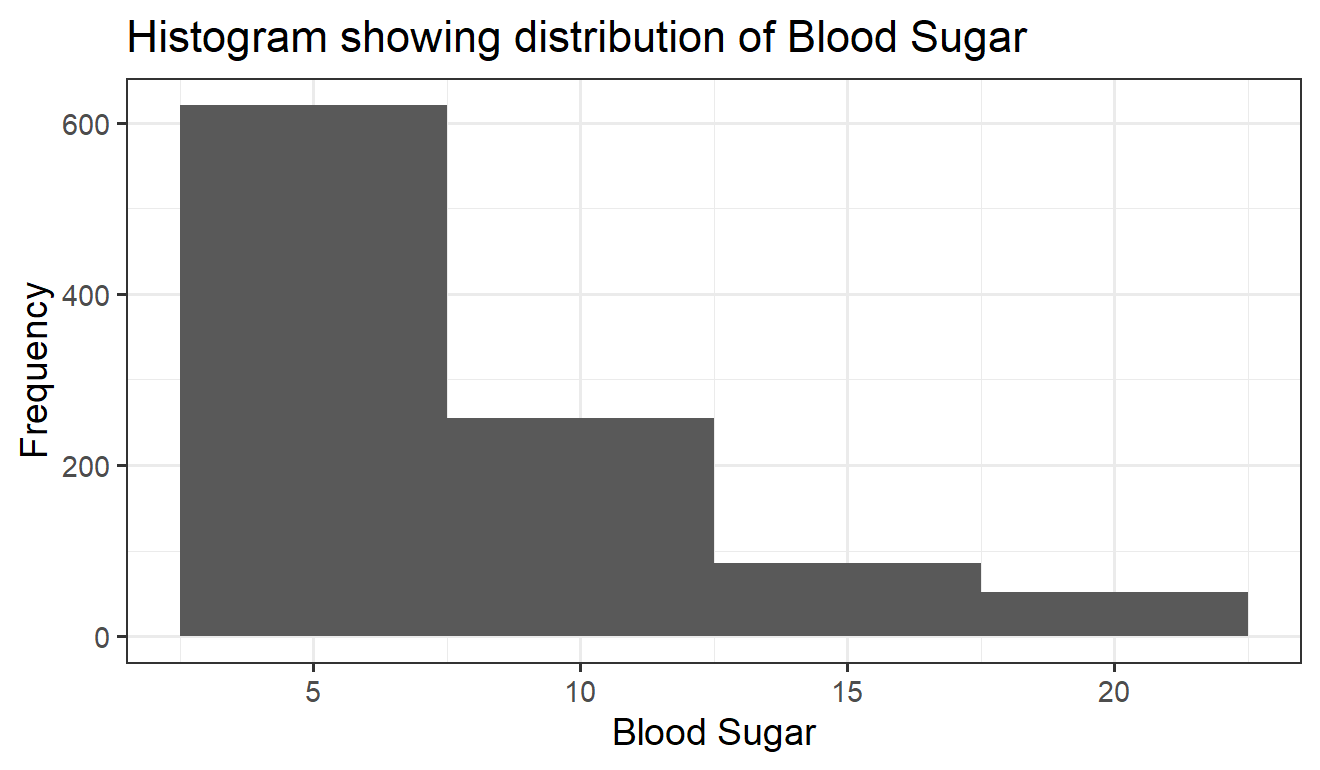 Histogram showing distribution of Blood Sugar
Frequency
600
400
200
0
5 10 15 20
Blood Sugar